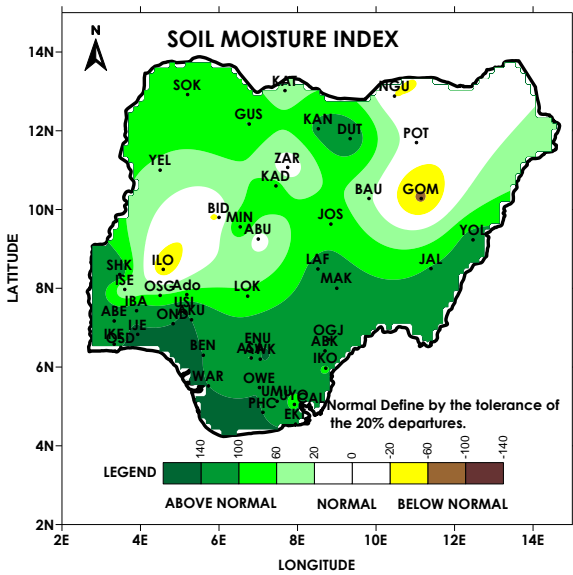 SOIL MOISTURE INDEX
N
14N
12N
10N
8N
6N
4N
2N
LATITUDE
KAT
NGU
SOK
GUS
KAN
DUT
POT
YEL
ZAR
KAD
BAU
GOM
BID
MIN
JOS
ABU
YOL
SHK
ILO
LAF
JAL
ISE
OSG
Ado
LOK
MAK
IBA
USI
ABE
OND
AKU
IJE
IKE
OSD
BEN
ENU
AWK
OGJ
ABK
IKO
WAR
OWE
UMU
UYO
CAL
PHC
EKT
Normal Define by the tolerance of
the 20% departures.
140
100
60
20
0
-20
-60
-100
-140
LEGEND
ABOVE NORMAL
NORMAL
BELOW NORMAL
2E
4E
6E
8E
10E
12E
14E
LONGITUDE